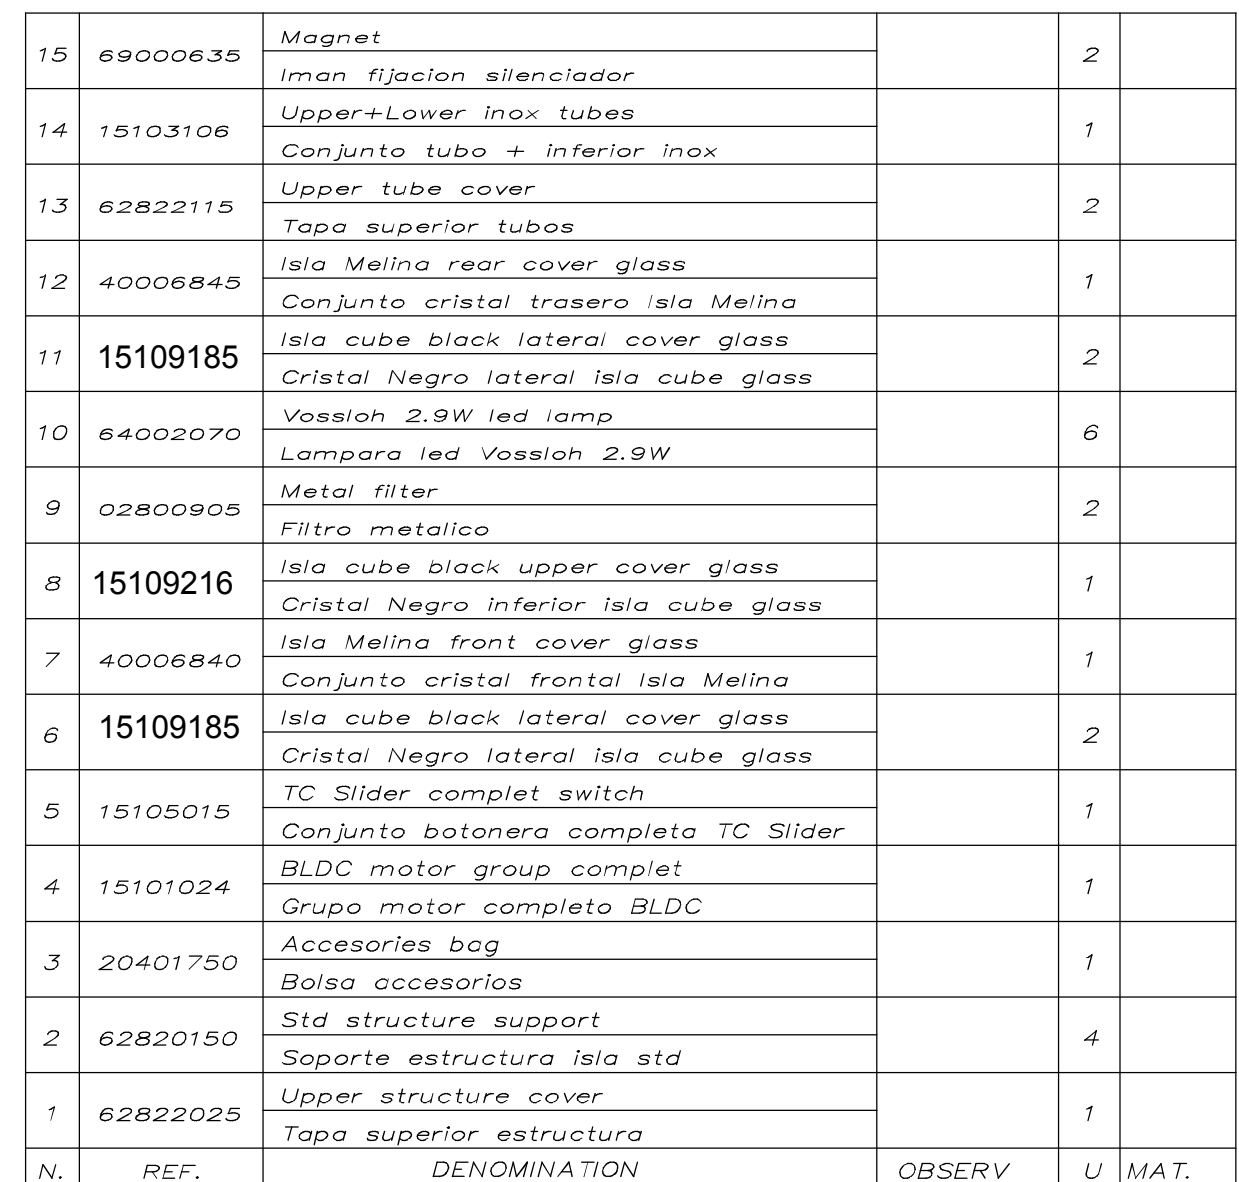 15 69000635 Magnet 2
Iman fijacion silenciador
14 15103106 Upper+Lower inox tubes 1
Conjunto tubo + inferior inox
13 62822115 Upper tube cover 2
Tapa superior tubos
12 40006845 Isla Melina rear cover glass 1
Conjunto cristal trasero Isla Melina
11 15109185 Isla cube black lateral cover glass 2
Cristal Negro lateral isla cube glass
10 64002070 Vossloh 2.9W led lamp 6
Lampara led Vossloh 2.9W
9 02800905 Metal filter 2
Filtro metalico
8 15109216 Isla cube black upper cover glass 1
Cristal Negro inferior isla cube glass
7 40006840 Isla Melina front cover glass 1
Conjunto cristal frontal Isla Melina
6 15109185 Isla cube black lateral cover glass 2
Cristal Negro lateral isla cube glass
5 15105015 TC Slider complet switch 1
Conjunto botonera completa TC Slider
4 15101024 BLDC motor group complet 1
Grupo motor completo BLDC
3 20401750 Accesories bag 1
Bolsa accesorios
2 62820150 Std structure support 4
Soporte estructura isla std
1 62822025 Upper structure cover 1
Tapa superior estructura
N. REF. DENOMINATION OBSERV U MAT.